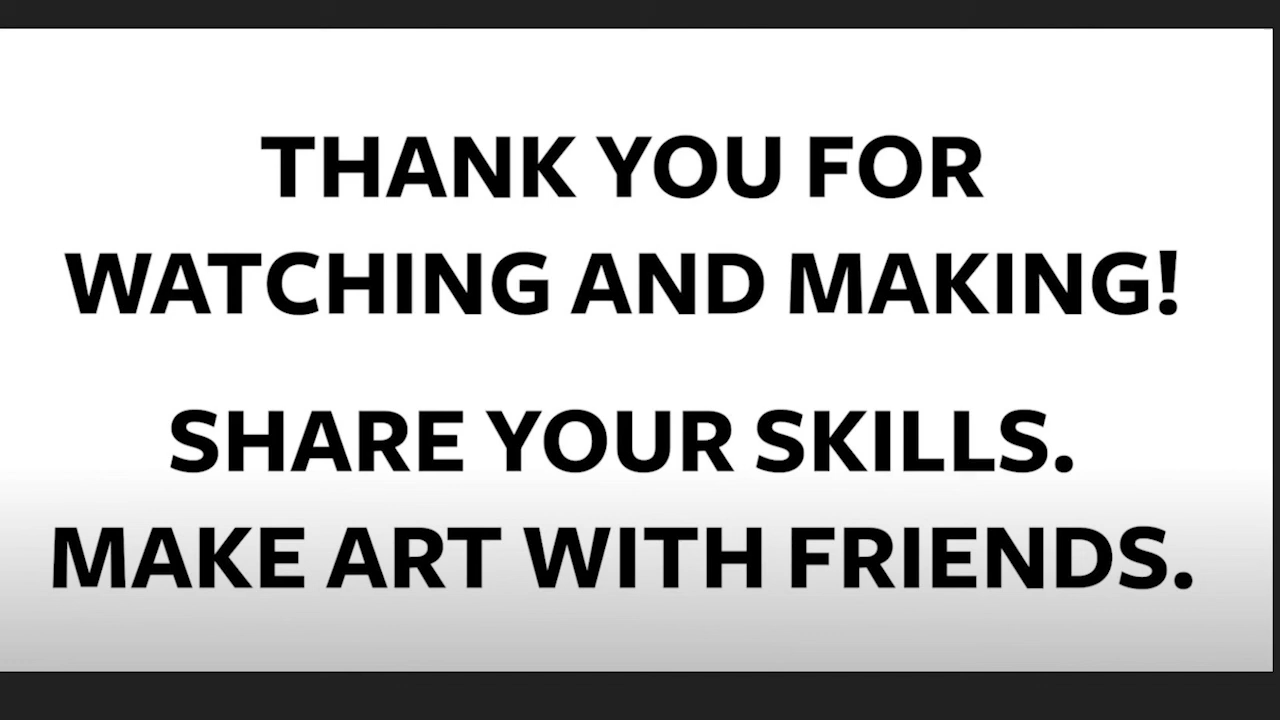 THANK YOU FOR
WATCHING AND MAKING!
SHARE YOUR SKILLS.
MAKE ART WITH FRIENDS.